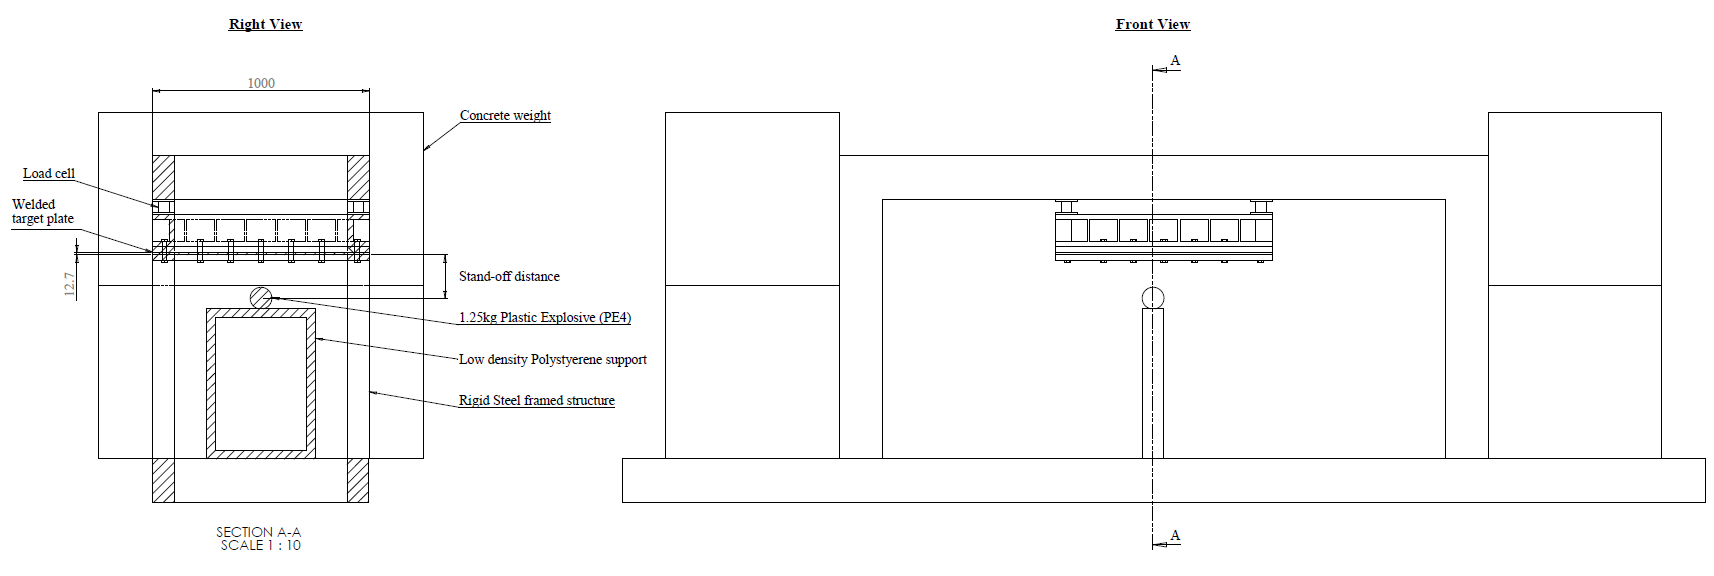 Right View
Front View
A
1000
Concrete weight
Load cell
Welded
target plate
12.7
Stand-off distance
1.25kg Plastic Explosive (PE4)
Low density Polystyerene support
Rigid Steel framed structure
SECTION A-A
SCALE 1 : 10
A